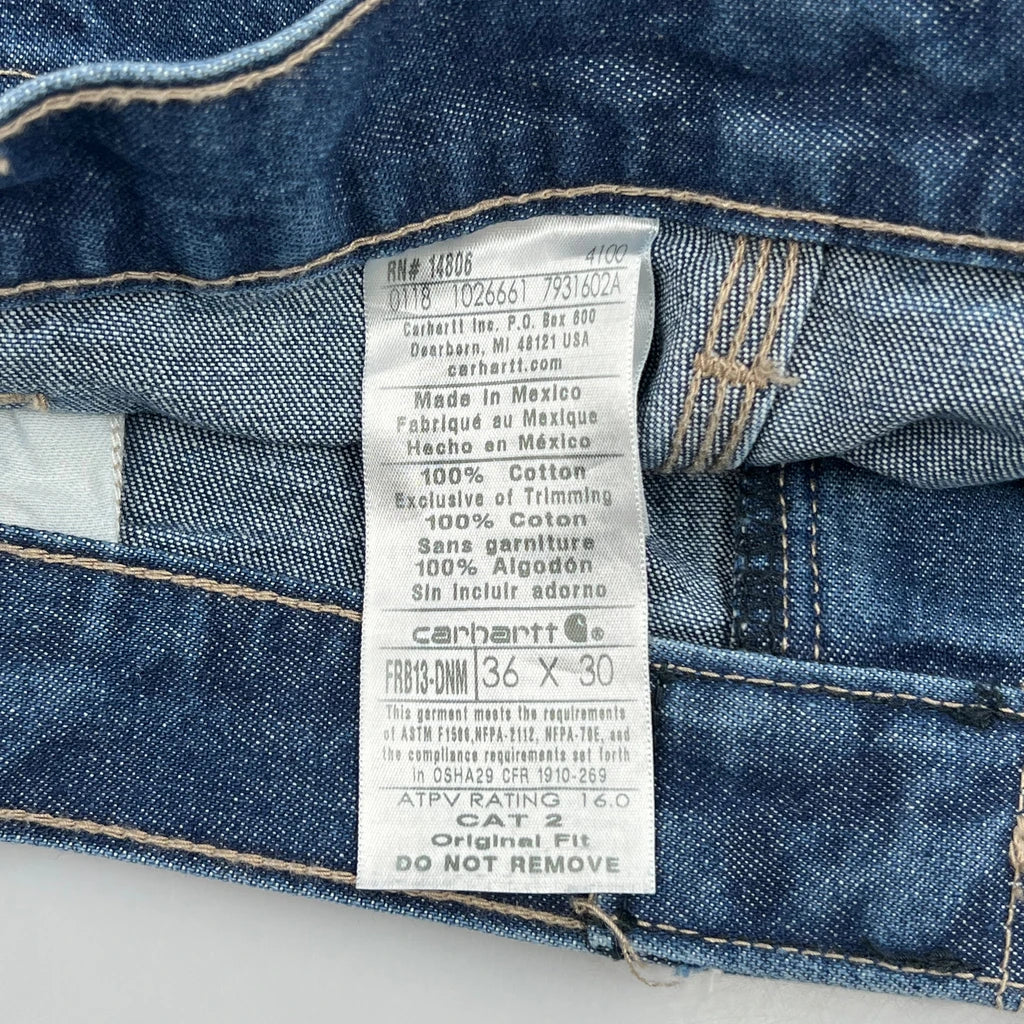 RN# 14806 4100
0118 1026661 7931602A
Carhartt Inc. P.O. Box 600
Dearborn, MI 48121 USA
carhartt.com
Made in Mexico
Fabriqué au Mexique
Hecho en México
100% Cotton
Exclusive of Trimming
100% Coton
Sans garniture
100% Algodón
Sin incluir adorno
carhartt ®
FRB13-DNM 36 X 30
This garment meets the requirements
of ASTM F1506, NFPA-2112, NFPA-70E, and
the compliance requirements set forth
in OSHA29 CFR 1910-269
ATPV RATING 16.0
CAT 2
Original Fit
DO NOT REMOVE